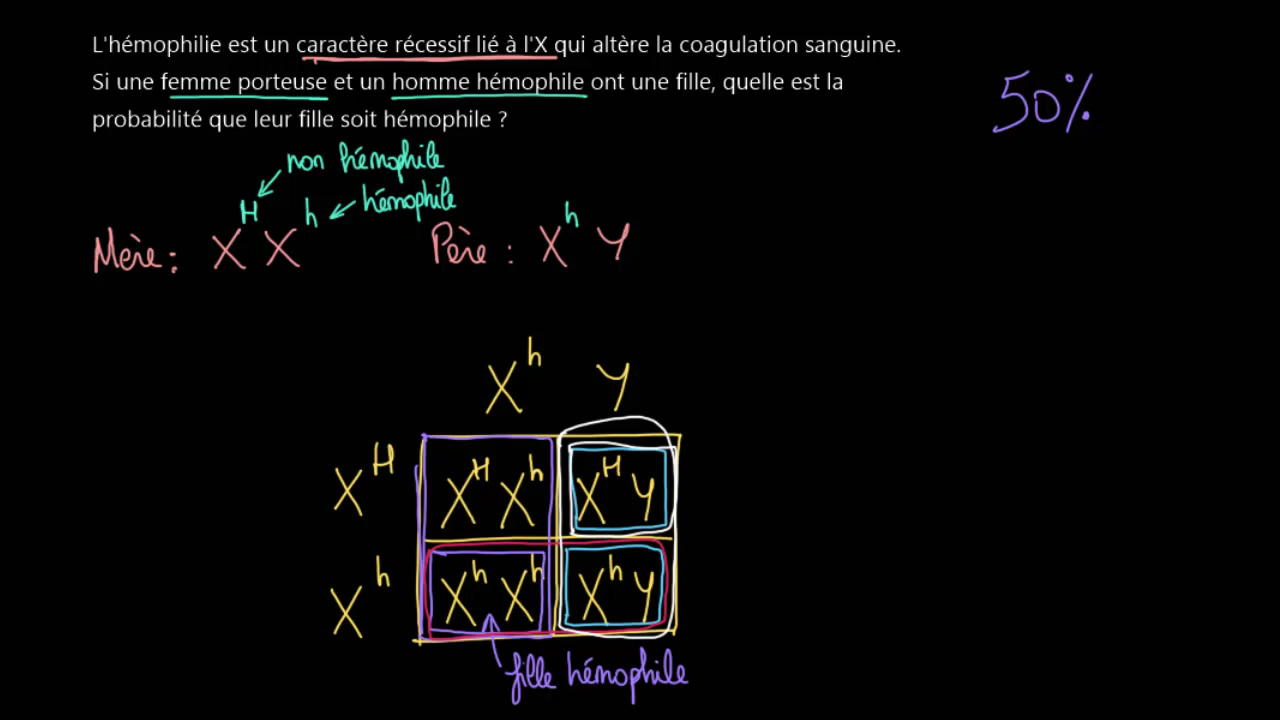 L'hémophilie est un caractère récessif lié à l'X qui altère la coagulation sanguine.
Si une femme porteuse et un homme hémophile ont une fille, quelle est la
probabilité que leur fille soit hémophile ?
50%
non hémophile
H h hémophile
Mère : X X Père : X^h Y
X^h Y
X^H X^H X^h X^H Y
X^h X^h X^h X^h Y
fille hémophile